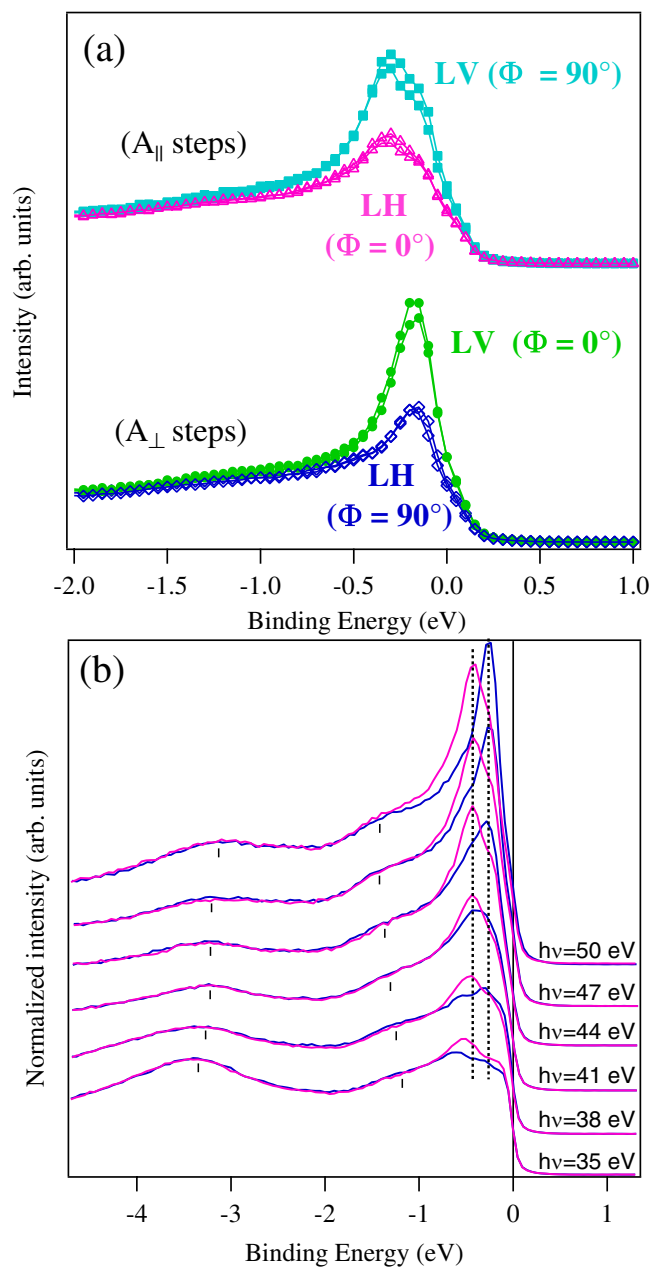 (a)
LV (Φ = 90°)
(A∥ steps)
LH
(Φ = 0°)
Intensity (arb. units)
LV (Φ = 0°)
(A⊥ steps)
LH
(Φ = 90°)
-2.0 -1.5 -1.0 -0.5 0.0 0.5 1.0
Binding Energy (eV)
(b)
Normalized intensity (arb. units)
hν=50 eV
hν=47 eV
hν=44 eV
hν=41 eV
hν=38 eV
hν=35 eV
-4 -3 -2 -1 0 1
Binding Energy (eV)